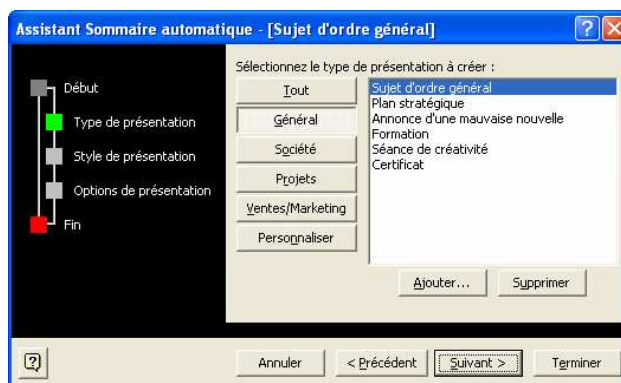 Assistant Sommaire automatique - [Sujet d'ordre général]
Sélectionnez le type de présentation à créer :
Début
Type de présentation
Style de présentation
Options de présentation
Fin
Tout
Général
Société
Projets
Ventes/Marketing
Personnaliser
Sujet d'ordre général
Plan stratégique
Annonce d'une mauvaise nouvelle
Formation
Séance de créativité
Certificat
Ajouter... Supprimer
Annuler < Précédent Suivant > Terminer